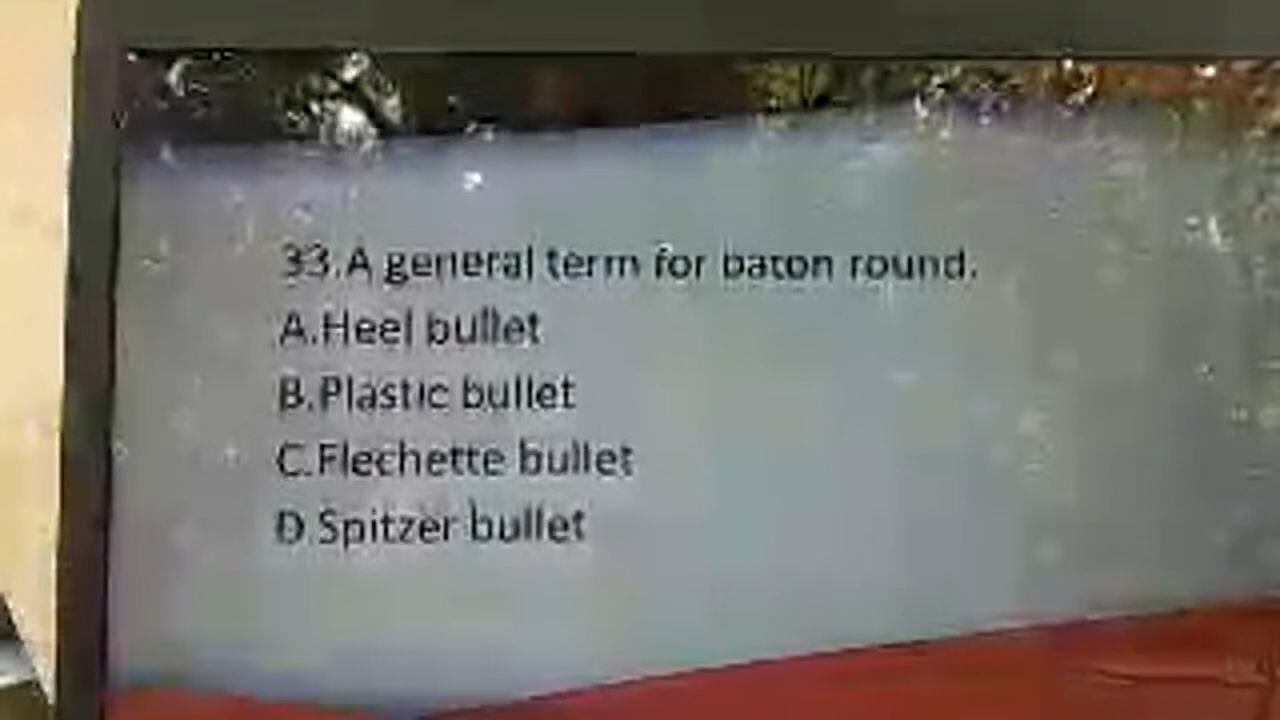 33.A general term for baton round.
A.Heel bullet
B.Plastic bullet
C.Flechette bullet
D.Spitzer bullet